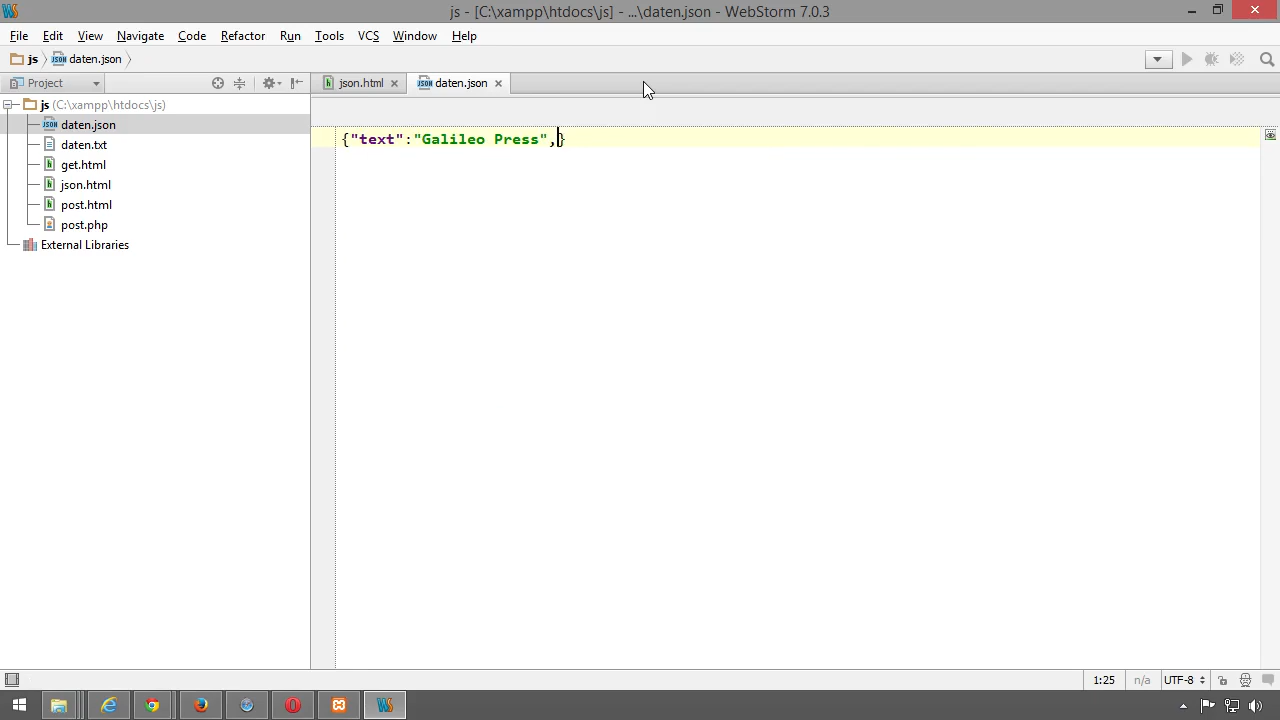 js - [C:\xampp\htdocs\js] - ...\daten.json - WebStorm 7.0.3
File Edit View Navigate Code Refactor Run Tools VCS Window Help
js daten.json
Project json.html daten.json
js (C:\xampp\htdocs\js)
daten.json
{"text":"Galileo Press",}
daten.txt
get.html
json.html
post.html
post.php
External Libraries
1:25 n/a UTF-8